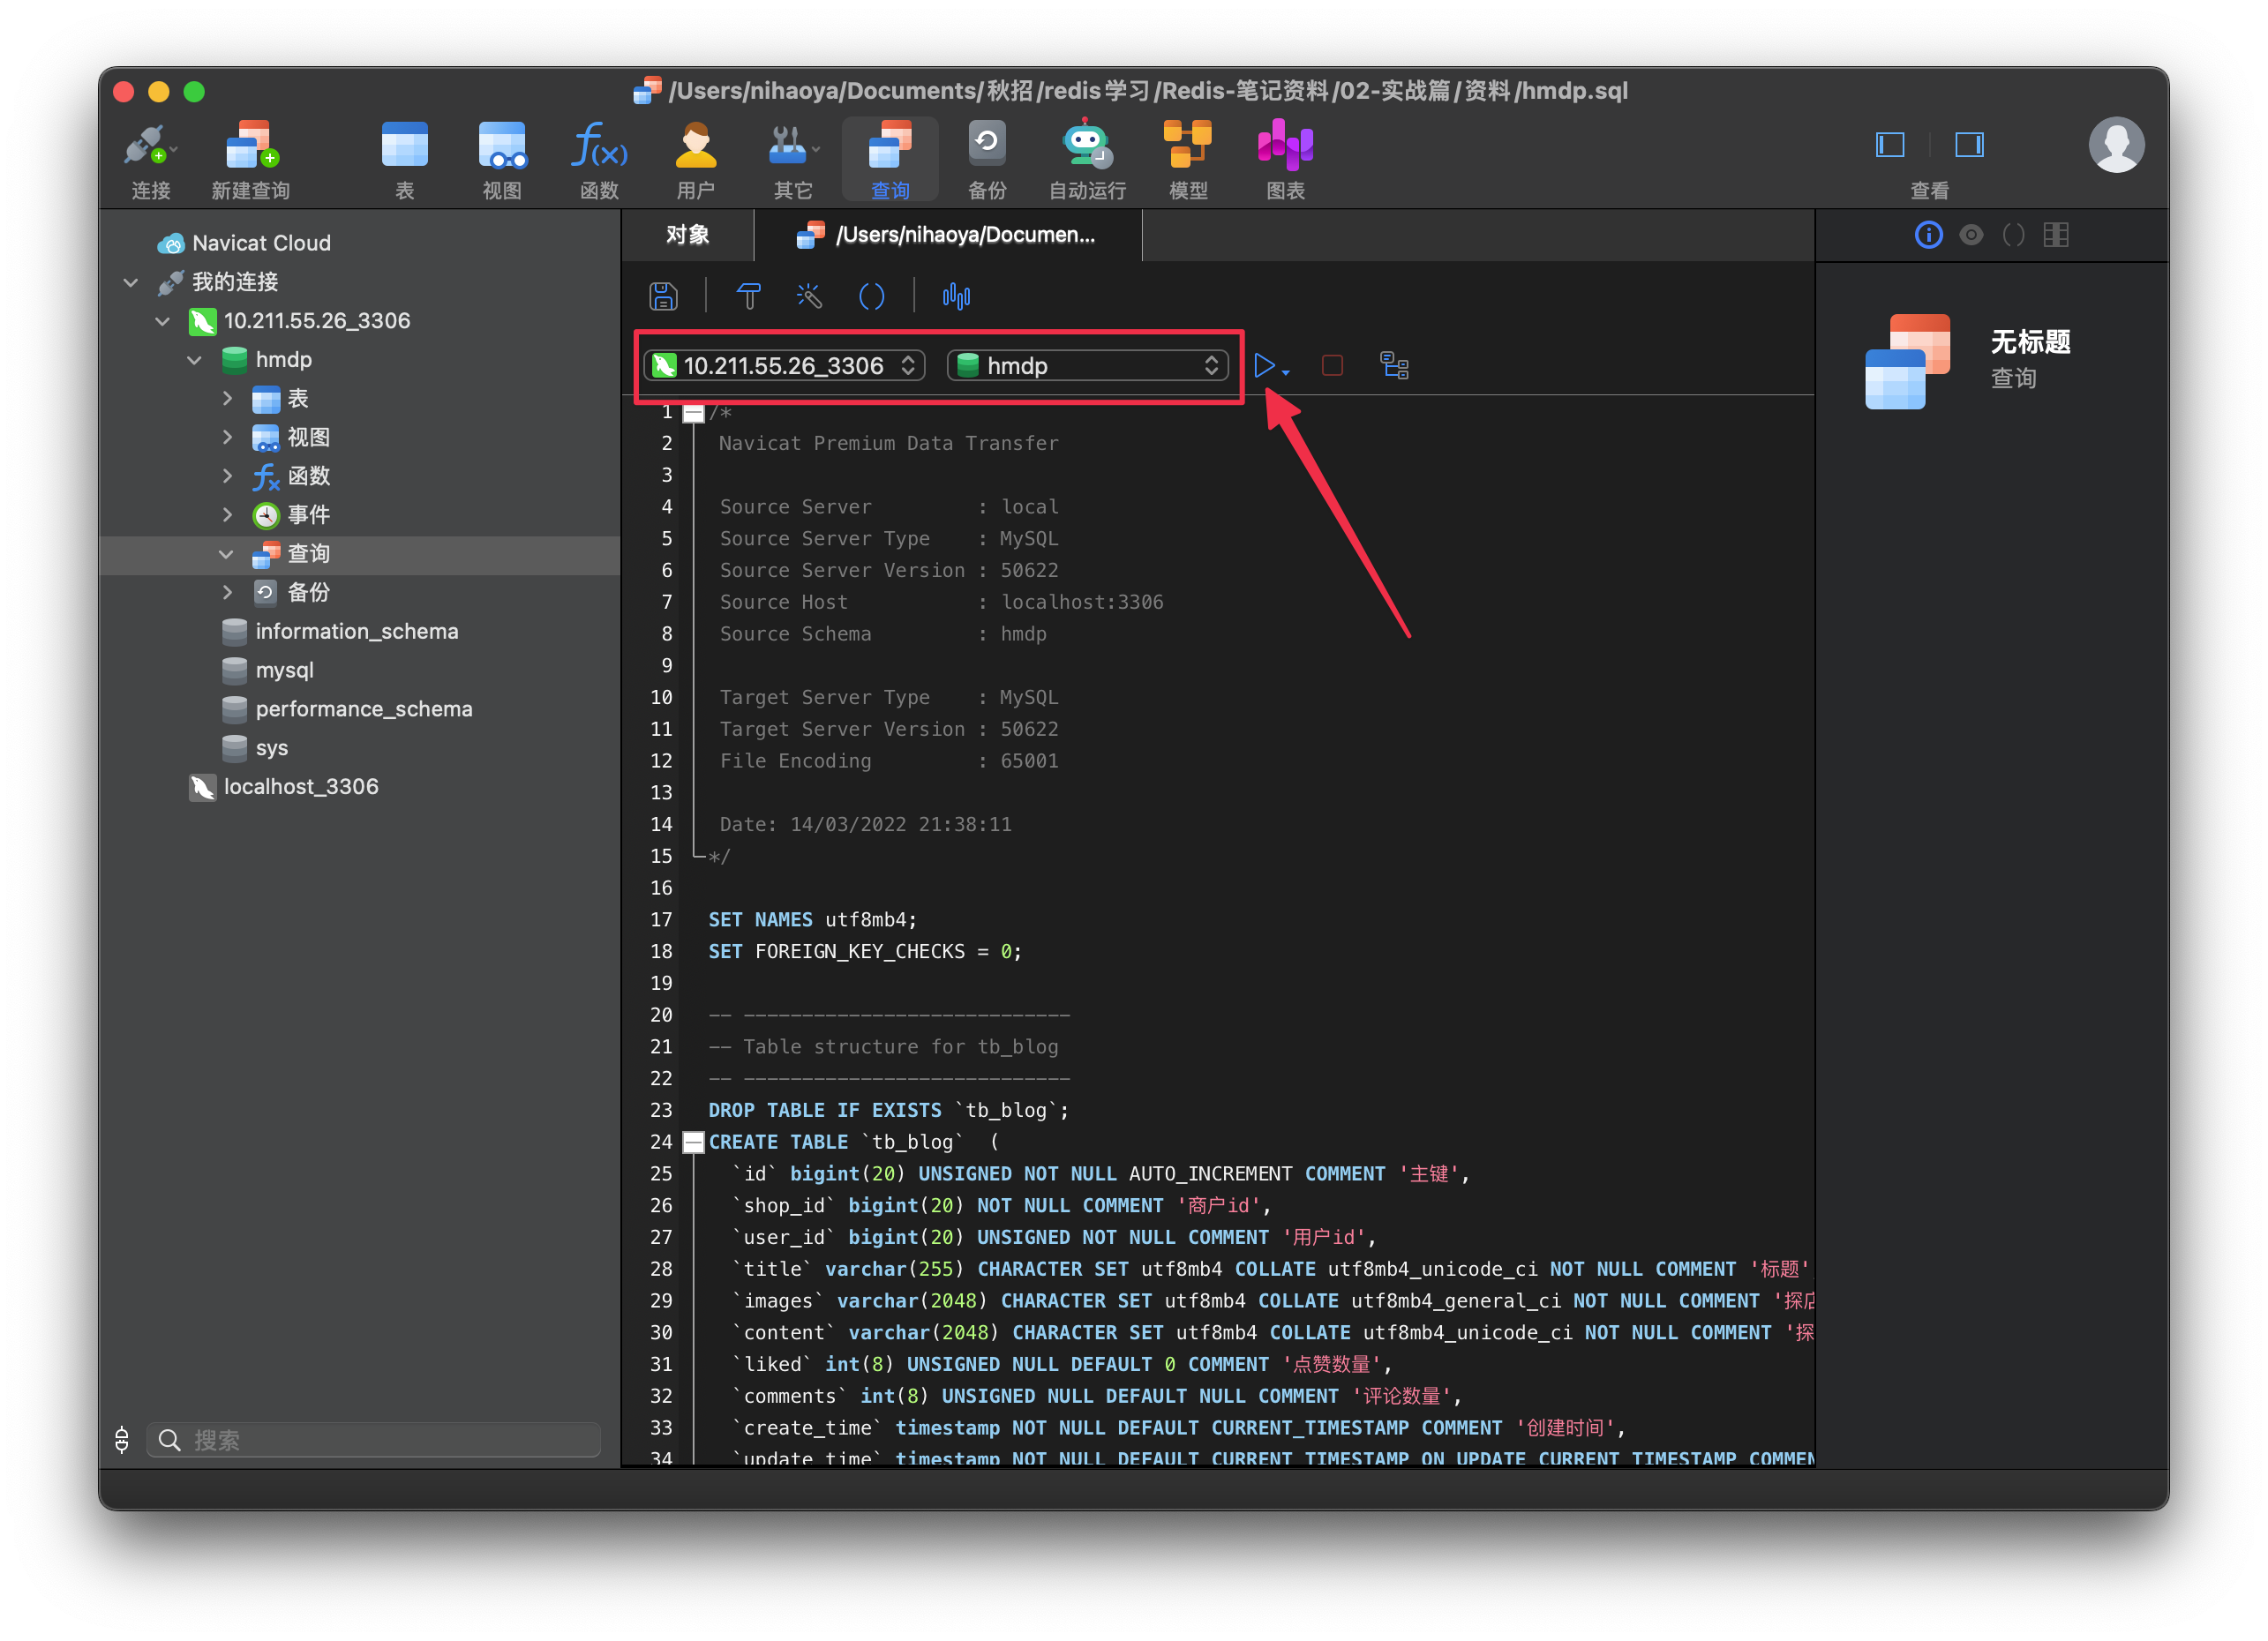 /Users/nihaoya/Documents/秋招/redis学习/Redis-笔记资料/02-实战篇/资料/hmdp.sql
连接
新建查询
表
视图
函数
用户
其它
查询
备份
自动运行
模型
图表
查看
Navicat Cloud
我的连接
10.211.55.26_3306
hmdp
表
视图
函数
事件
查询
备份
information_schema
mysql
performance_schema
sys
localhost_3306
搜索
对象
/Users/nihaoya/Documen...
10.211.55.26_3306
hmdp
1 /*
2 Navicat Premium Data Transfer
3
4 Source Server : local
5 Source Server Type : MySQL
6 Source Server Version : 50622
7 Source Host : localhost:3306
8 Source Schema : hmdp
9
10 Target Server Type : MySQL
11 Target Server Version : 50622
12 File Encoding : 65001
13
14 Date: 14/03/2022 21:38:11
15 */
16
17 SET NAMES utf8mb4;
18 SET FOREIGN_KEY_CHECKS = 0;
19
20 -- ----------------------------
21 -- Table structure for tb_blog
22 -- ----------------------------
23 DROP TABLE IF EXISTS `tb_blog`;
24 CREATE TABLE `tb_blog` (
25 `id` bigint(20) UNSIGNED NOT NULL AUTO_INCREMENT COMMENT '主键',
26 `shop_id` bigint(20) NOT NULL COMMENT '商户id',
27 `user_id` bigint(20) UNSIGNED NOT NULL COMMENT '用户id',
28 `title` varchar(255) CHARACTER SET utf8mb4 COLLATE utf8mb4_unicode_ci NOT NULL COMMENT '标题'
29 `images` varchar(2048) CHARACTER SET utf8mb4 COLLATE utf8mb4_general_ci NOT NULL COMMENT '探店
30 `content` varchar(2048) CHARACTER SET utf8mb4 COLLATE utf8mb4_unicode_ci NOT NULL COMMENT '探
31 `liked` int(8) UNSIGNED NULL DEFAULT 0 COMMENT '点赞数量',
32 `comments` int(8) UNSIGNED NULL DEFAULT NULL COMMENT '评论数量',
33 `create_time` timestamp NOT NULL DEFAULT CURRENT_TIMESTAMP COMMENT '创建时间',
34 `update_time` timestamp NOT NULL DEFAULT CURRENT_TIMESTAMP ON UPDATE CURRENT_TIMESTAMP COMMEN
无标题
查询